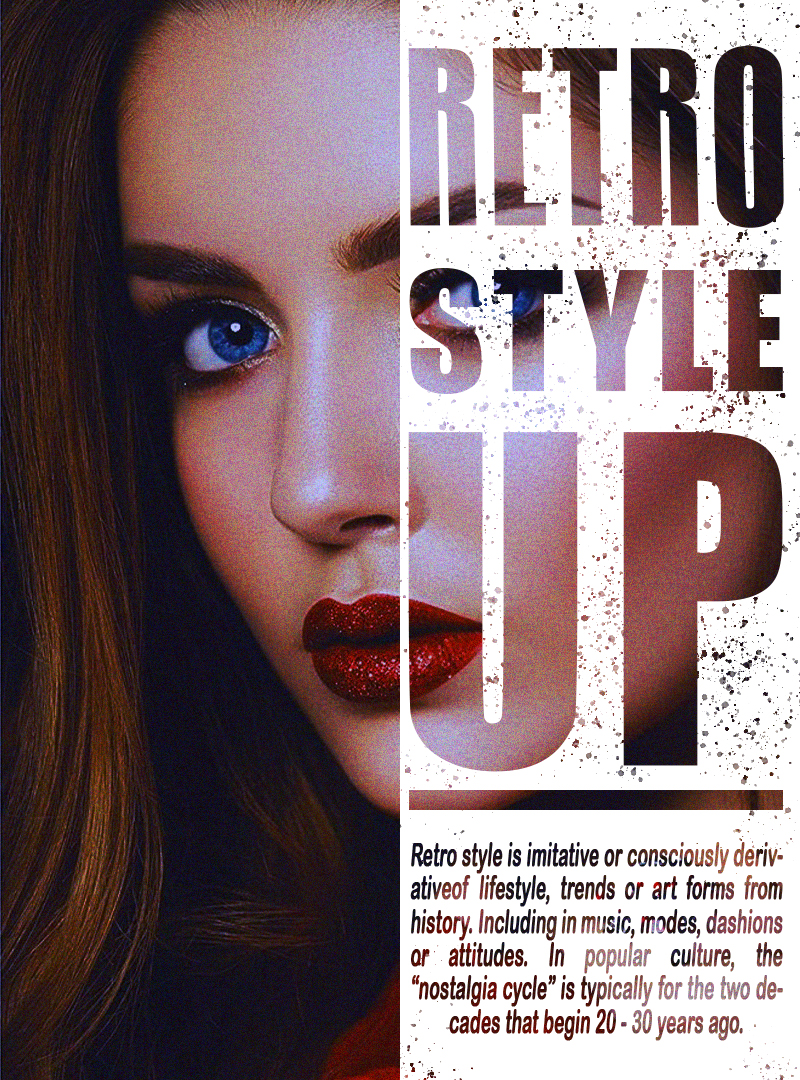 RETRO
STYLE
UP
Retro style is imitative or consciously deriv-
ativeof lifestyle, trends or art forms from
history. Including in music, modes, dashions
or attitudes. In popular culture, the
“nostalgia cycle” is typically for the two de-
cades that begin 20 - 30 years ago.